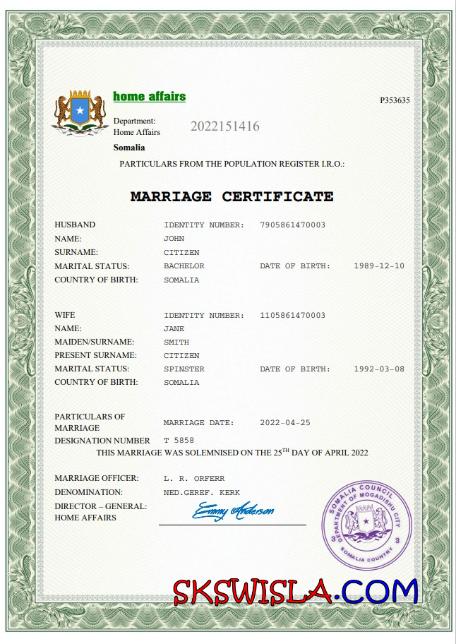 home affairs
P353635
Department:
Home Affairs
2022151416
Somalia
PARTICULARS FROM THE POPULATION REGISTER I.R.O.:
MARRIAGE CERTIFICATE
HUSBAND IDENTITY NUMBER: 7905861470003
NAME: JOHN
SURNAME: CITIZEN
MARITAL STATUS: BACHELOR DATE OF BIRTH: 1989-12-10
COUNTRY OF BIRTH: SOMALIA
WIFE IDENTITY NUMBER: 1105861470003
NAME: JANE
MAIDEN/SURNAME: SMITH
PRESENT SURNAME: CITIZEN
MARITAL STATUS: SPINSTER DATE OF BIRTH: 1992-03-08
COUNTRY OF BIRTH: SOMALIA
PARTICULARS OF
MARRIAGE MARRIAGE DATE: 2022-04-25
DESIGNATION NUMBER T 5858
THIS MARRIAGE WAS SOLEMNISED ON THE 25TH DAY OF APRIL 2022
MARRIAGE OFFICER: L. R. ORFERR
DENOMINATION: NED.GEREF. KERK
DIRECTOR – GENERAL:
HOME AFFAIRS
Emmy Anderson
SOMALIA COUNCIL
DEPARTMENT OF MOGADISHU CITY
3 3
SOMALIA COUNTRY
SKSWISLA.COM